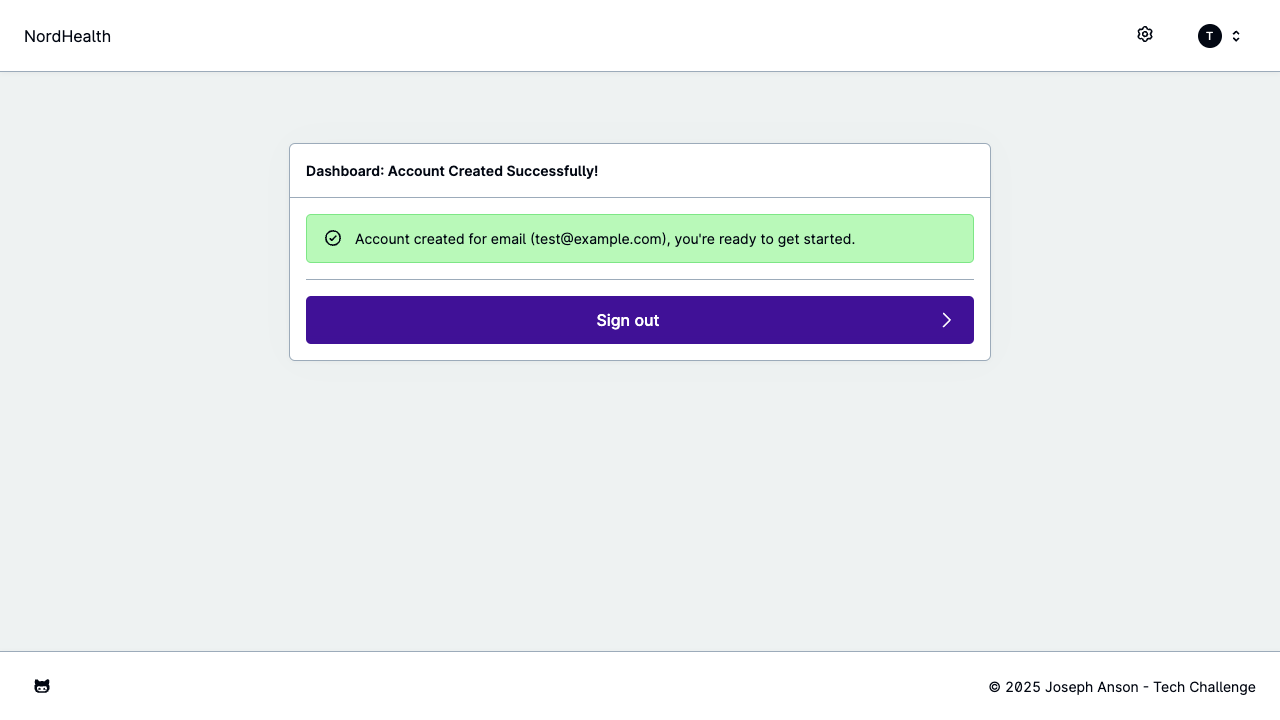 NordHealth
T
Dashboard: Account Created Successfully!
Account created for email (test@example.com), you're ready to get started.
Sign out
© 2025 Joseph Anson - Tech Challenge